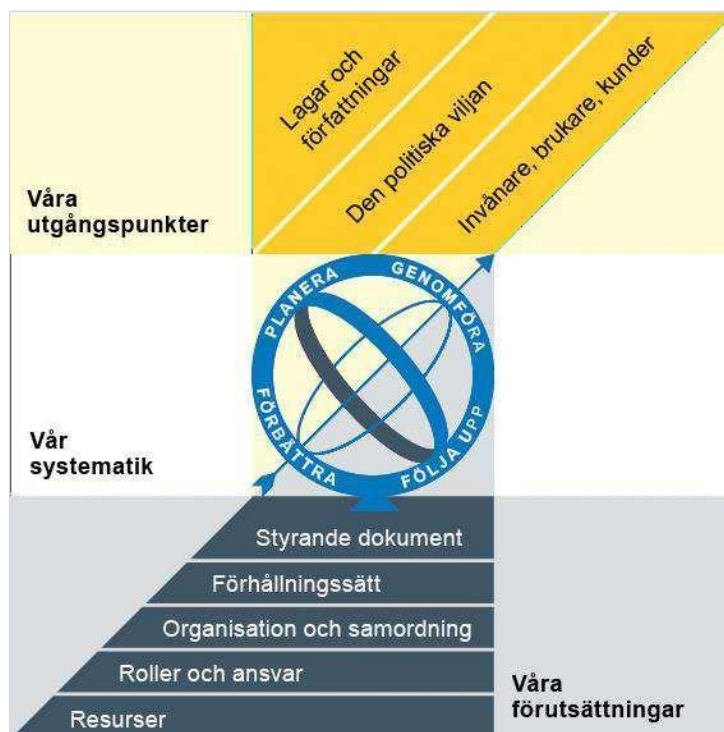 Lagar och
författningar
Den politiska viljan
Invånare, brukare, kunder
Våra
utgångspunkter
PLANERA
GENOMFÖRA
FÖLJA UPP
FÖRBÄTTRA
Vår
systematik
Styrande dokument
Förhållningssätt
Organisation och samordning
Roller och ansvar
Resurser
Våra
förutsättningar